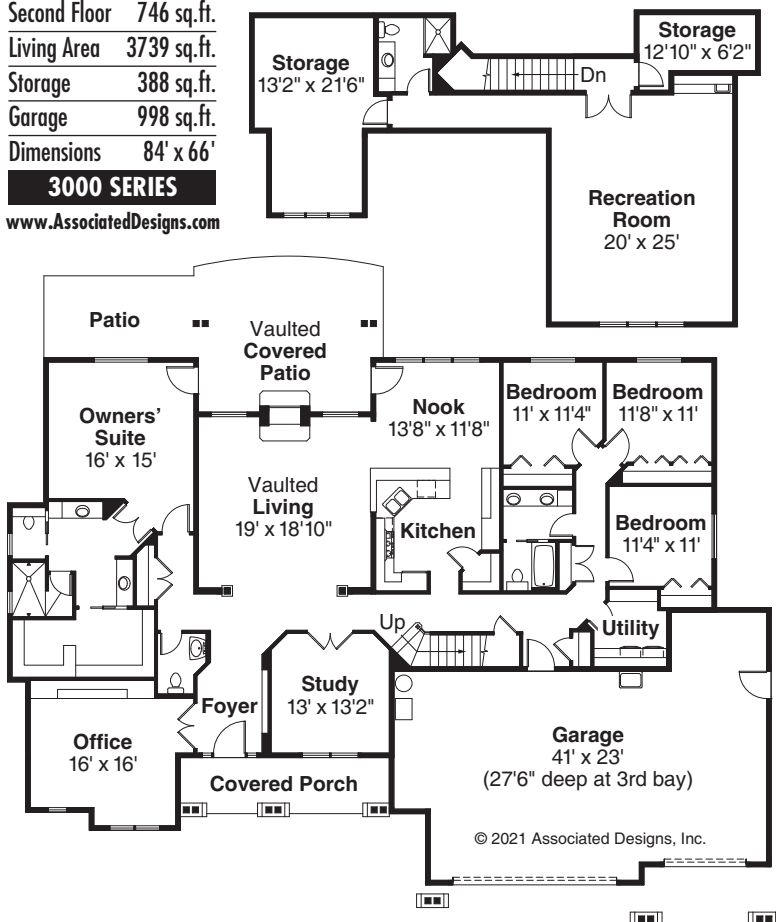 Second Floor 746 sq.ft.
Living Area 3739 sq.ft.
Storage 388 sq.ft.
Garage 998 sq.ft.
Dimensions 84' x 66'
3000 SERIES
www.AssociatedDesigns.com
Storage
13'2" x 21'6"
Dn
Storage
12'10" x 6'2"
Recreation
Room
20' x 25'
Patio
Vaulted
Covered
Patio
Owners’
Suite
16' x 15'
Vaulted
Living
19' x 18'10"
Nook
13'8" x 11'8"
Kitchen
Bedroom
11' x 11'4"
Bedroom
11'8" x 11'
Bedroom
11'4" x 11'
Up
Utility
Study
13' x 13'2"
Foyer
Office
16' x 16'
Covered Porch
Garage
41' x 23'
(27'6" deep at 3rd bay)
© 2021 Associated Designs, Inc.